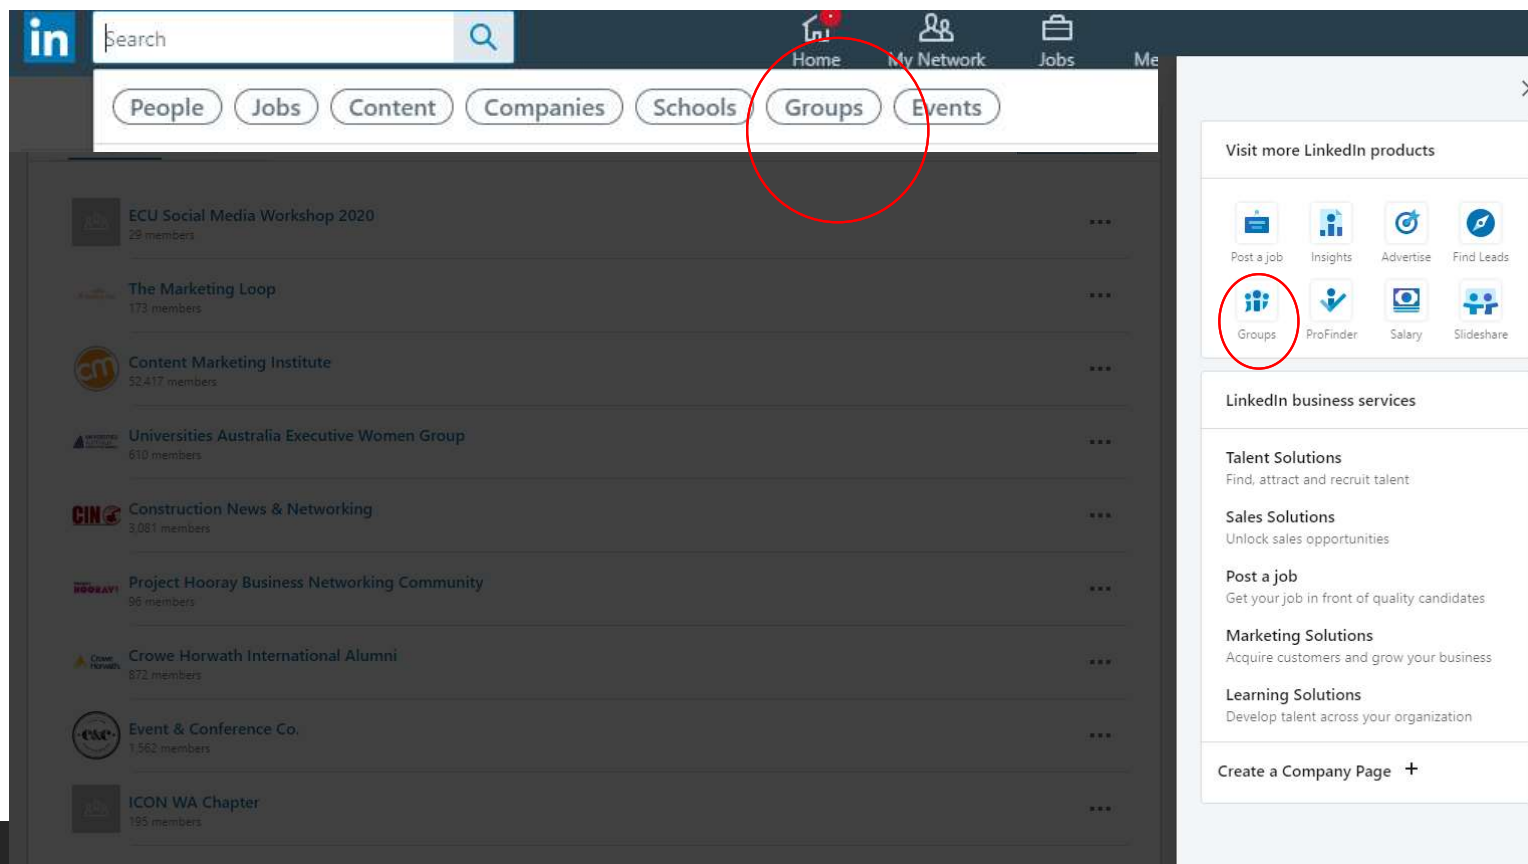 in
Search
Home
My Network
Jobs
Me
People
Jobs
Content
Companies
Schools
Groups
Events
ECU Social Media Workshop 2020
29 members
The Marketing Loop
173 members
cm
Content Marketing Institute
52,417 members
Universities Australia Executive Women Group
610 members
CIN
Construction News & Networking
3,081 members
HOORAY!
Project Hooray Business Networking Community
96 members
Crowe Horwath
Crowe Horwath International Alumni
872 members
e&c
Event & Conference Co.
1,562 members
ICON WA Chapter
195 members
Visit more LinkedIn products
Post a job
Insights
Advertise
Find Leads
Groups
ProFinder
Salary
Slideshare
LinkedIn business services
Talent Solutions
Find, attract and recruit talent
Sales Solutions
Unlock sales opportunities
Post a job
Get your job in front of quality candidates
Marketing Solutions
Acquire customers and grow your business
Learning Solutions
Develop talent across your organization
Create a Company Page +